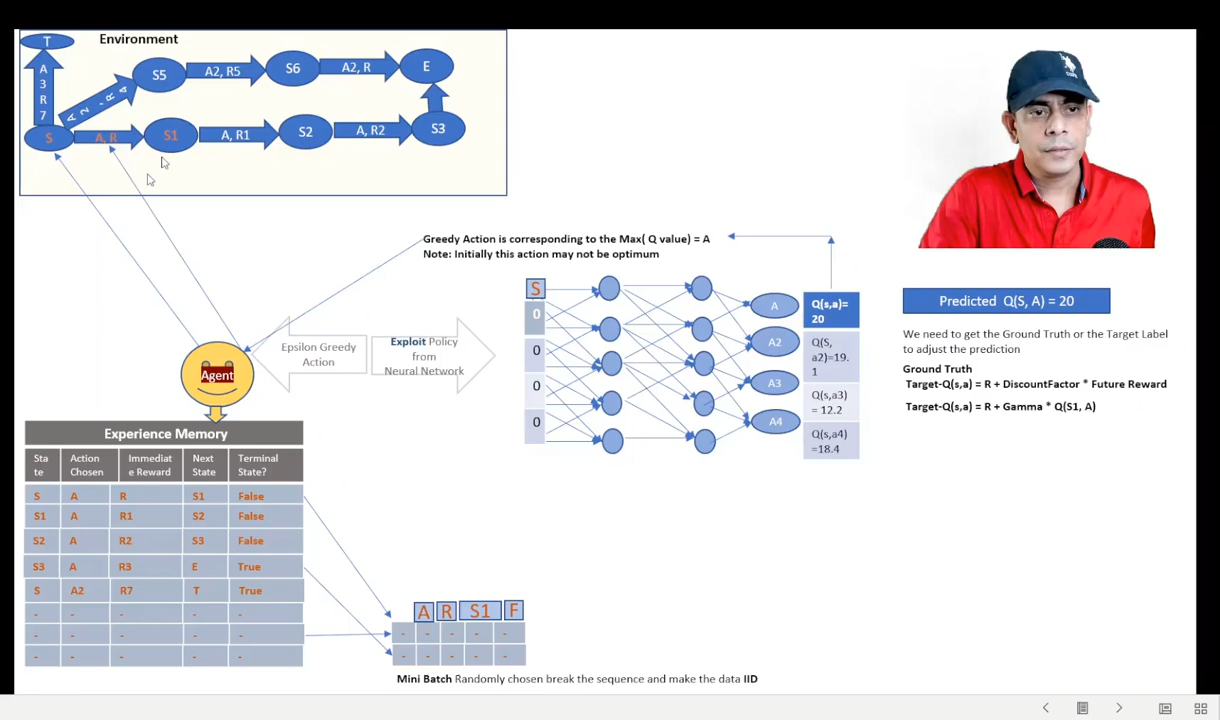 Environment
T
A
3
R
7
S5
A2, R5
S6
A2, R
E
A
2
, R
4
S
A, R
S1
A, R1
S2
A, R2
S3
Greedy Action is corresponding to the Max( Q value) = A
Note: Initially this action may not be optimum
S
0
0
0
0
A
A2
A3
A4
Q(s,a)=
20
Q(S,
a2)=19.
1
Q(s,a3)
= 12.2
Q(s,a4)
=18.4
Predicted Q(S, A) = 20
We need to get the Ground Truth or the Target Label
to adjust the prediction
Ground Truth
Target-Q(s,a) = R + DiscountFactor * Future Reward
Target-Q(s,a) = R + Gamma * Q(S1, A)
Epsilon Greedy
Action
Exploit Policy
from
Neural Network
Agent
Experience Memory
Sta
te
Action
Chosen
Immediat
e Reward
Next
State
Terminal
State?
S A R S1 False
S1 A R1 S2 False
S2 A R2 S3 False
S3 A R3 E True
S A2 R7 T True
- - - - -
- - - - -
- - - - -
A R S1 F
- - - - -
- - - - -
Mini Batch Randomly chosen break the sequence and make the data IID